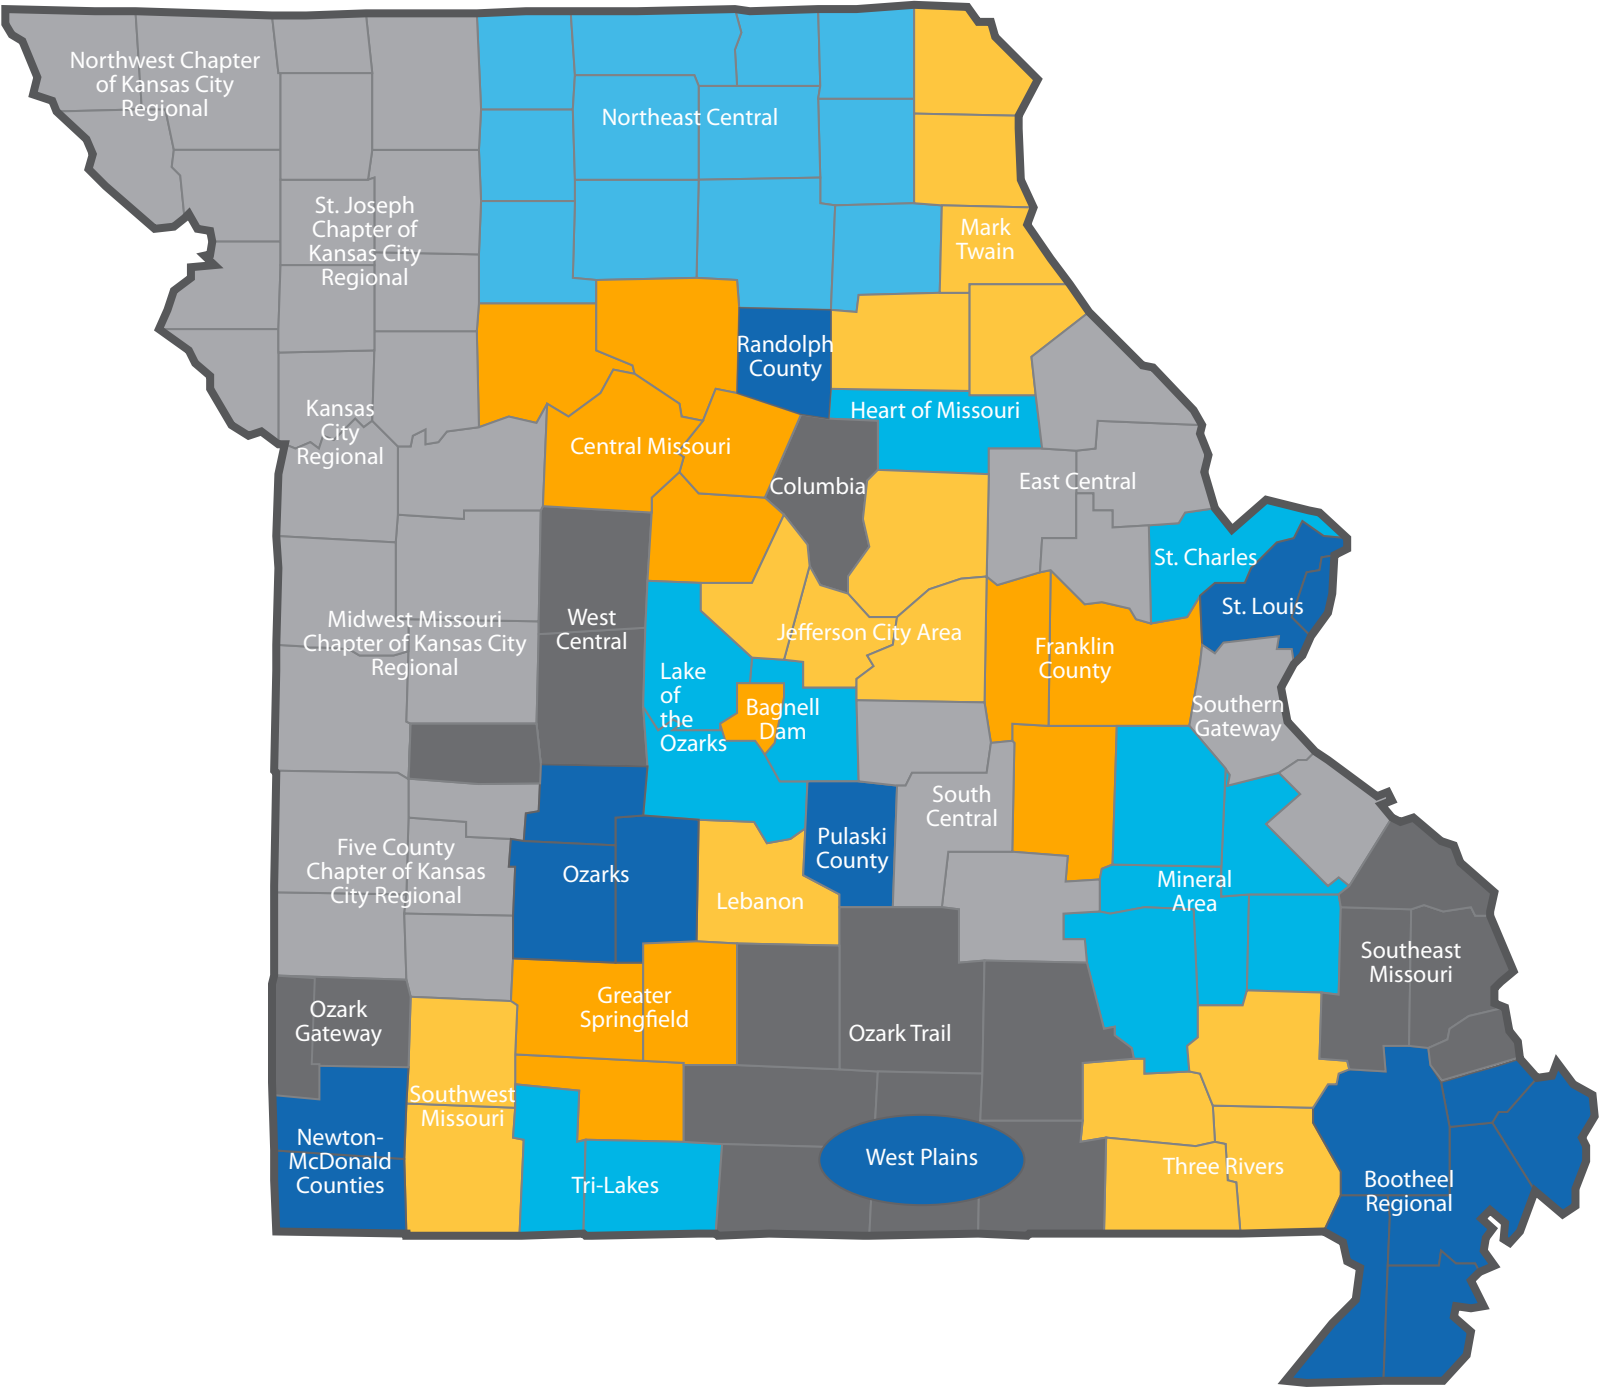 Northwest Chapter
of Kansas City
Regional
Northeast Central
St. Joseph
Chapter of
Kansas City
Regional
Mark
Twain
Randolph
County
Kansas
City
Regional
Heart of Missouri
Central Missouri
Columbia
East Central
St. Charles
St. Louis
Midwest Missouri
Chapter of Kansas City
Regional
West
Central
Jefferson City Area
Franklin
County
Lake
of
the
Ozarks
Bagnell
Dam
Southern
Gateway
South
Central
Pulaski
County
Five County
Chapter of Kansas
City Regional
Ozarks
Lebanon
Mineral
Area
Southeast
Missouri
Ozark
Gateway
Greater
Springfield
Ozark Trail
Southwest
Missouri
Newton-
McDonald
Counties
Tri-Lakes
West Plains
Three Rivers
Bootheel
Regional